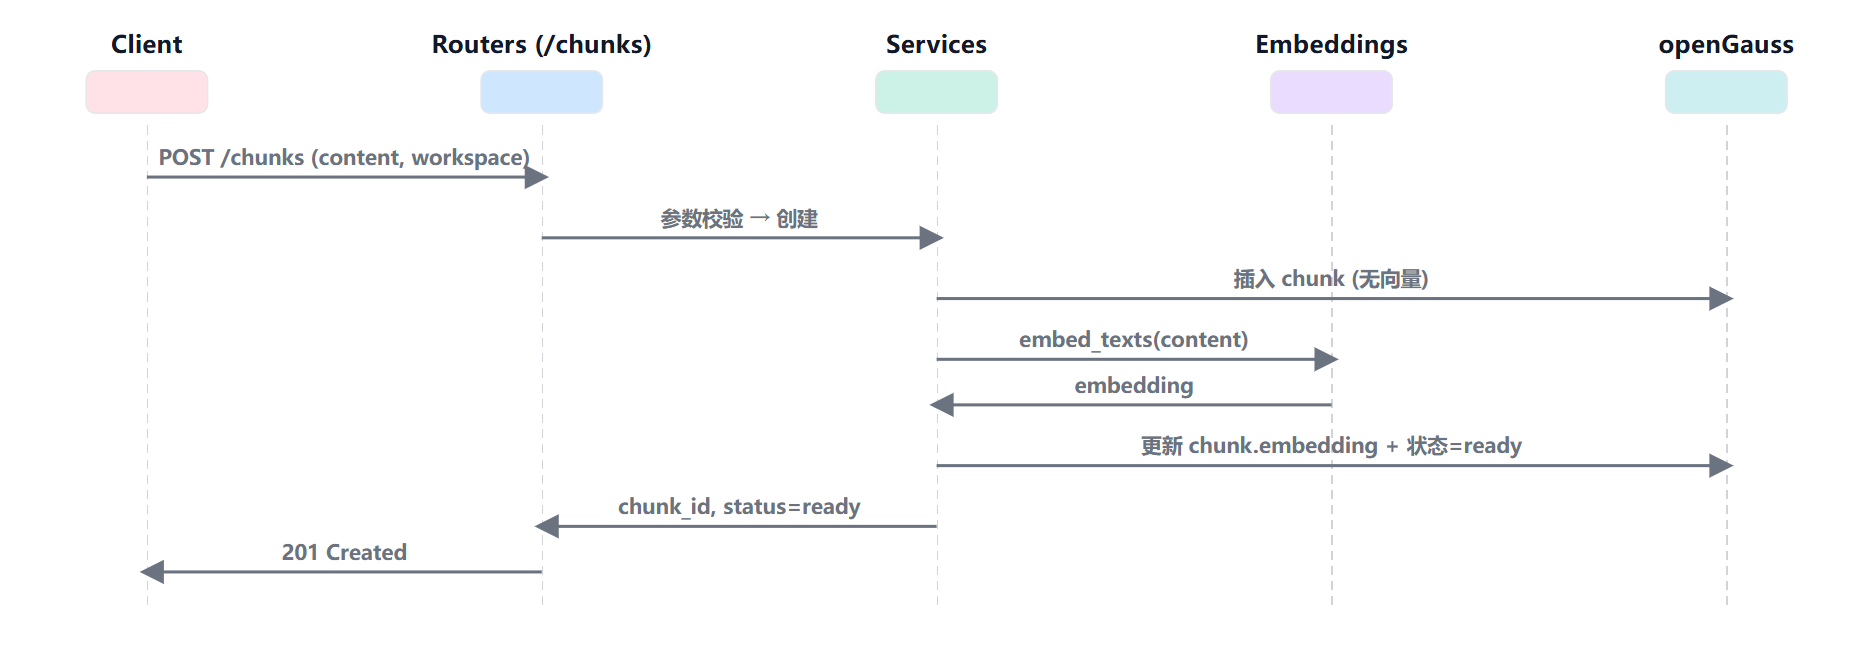 Client
Routers (/chunks)
Services
Embeddings
openGauss
POST /chunks (content, workspace)
参数校验 → 创建
插入 chunk (无向量)
embed_texts(content)
embedding
更新 chunk.embedding + 状态=ready
chunk_id, status=ready
201 Created